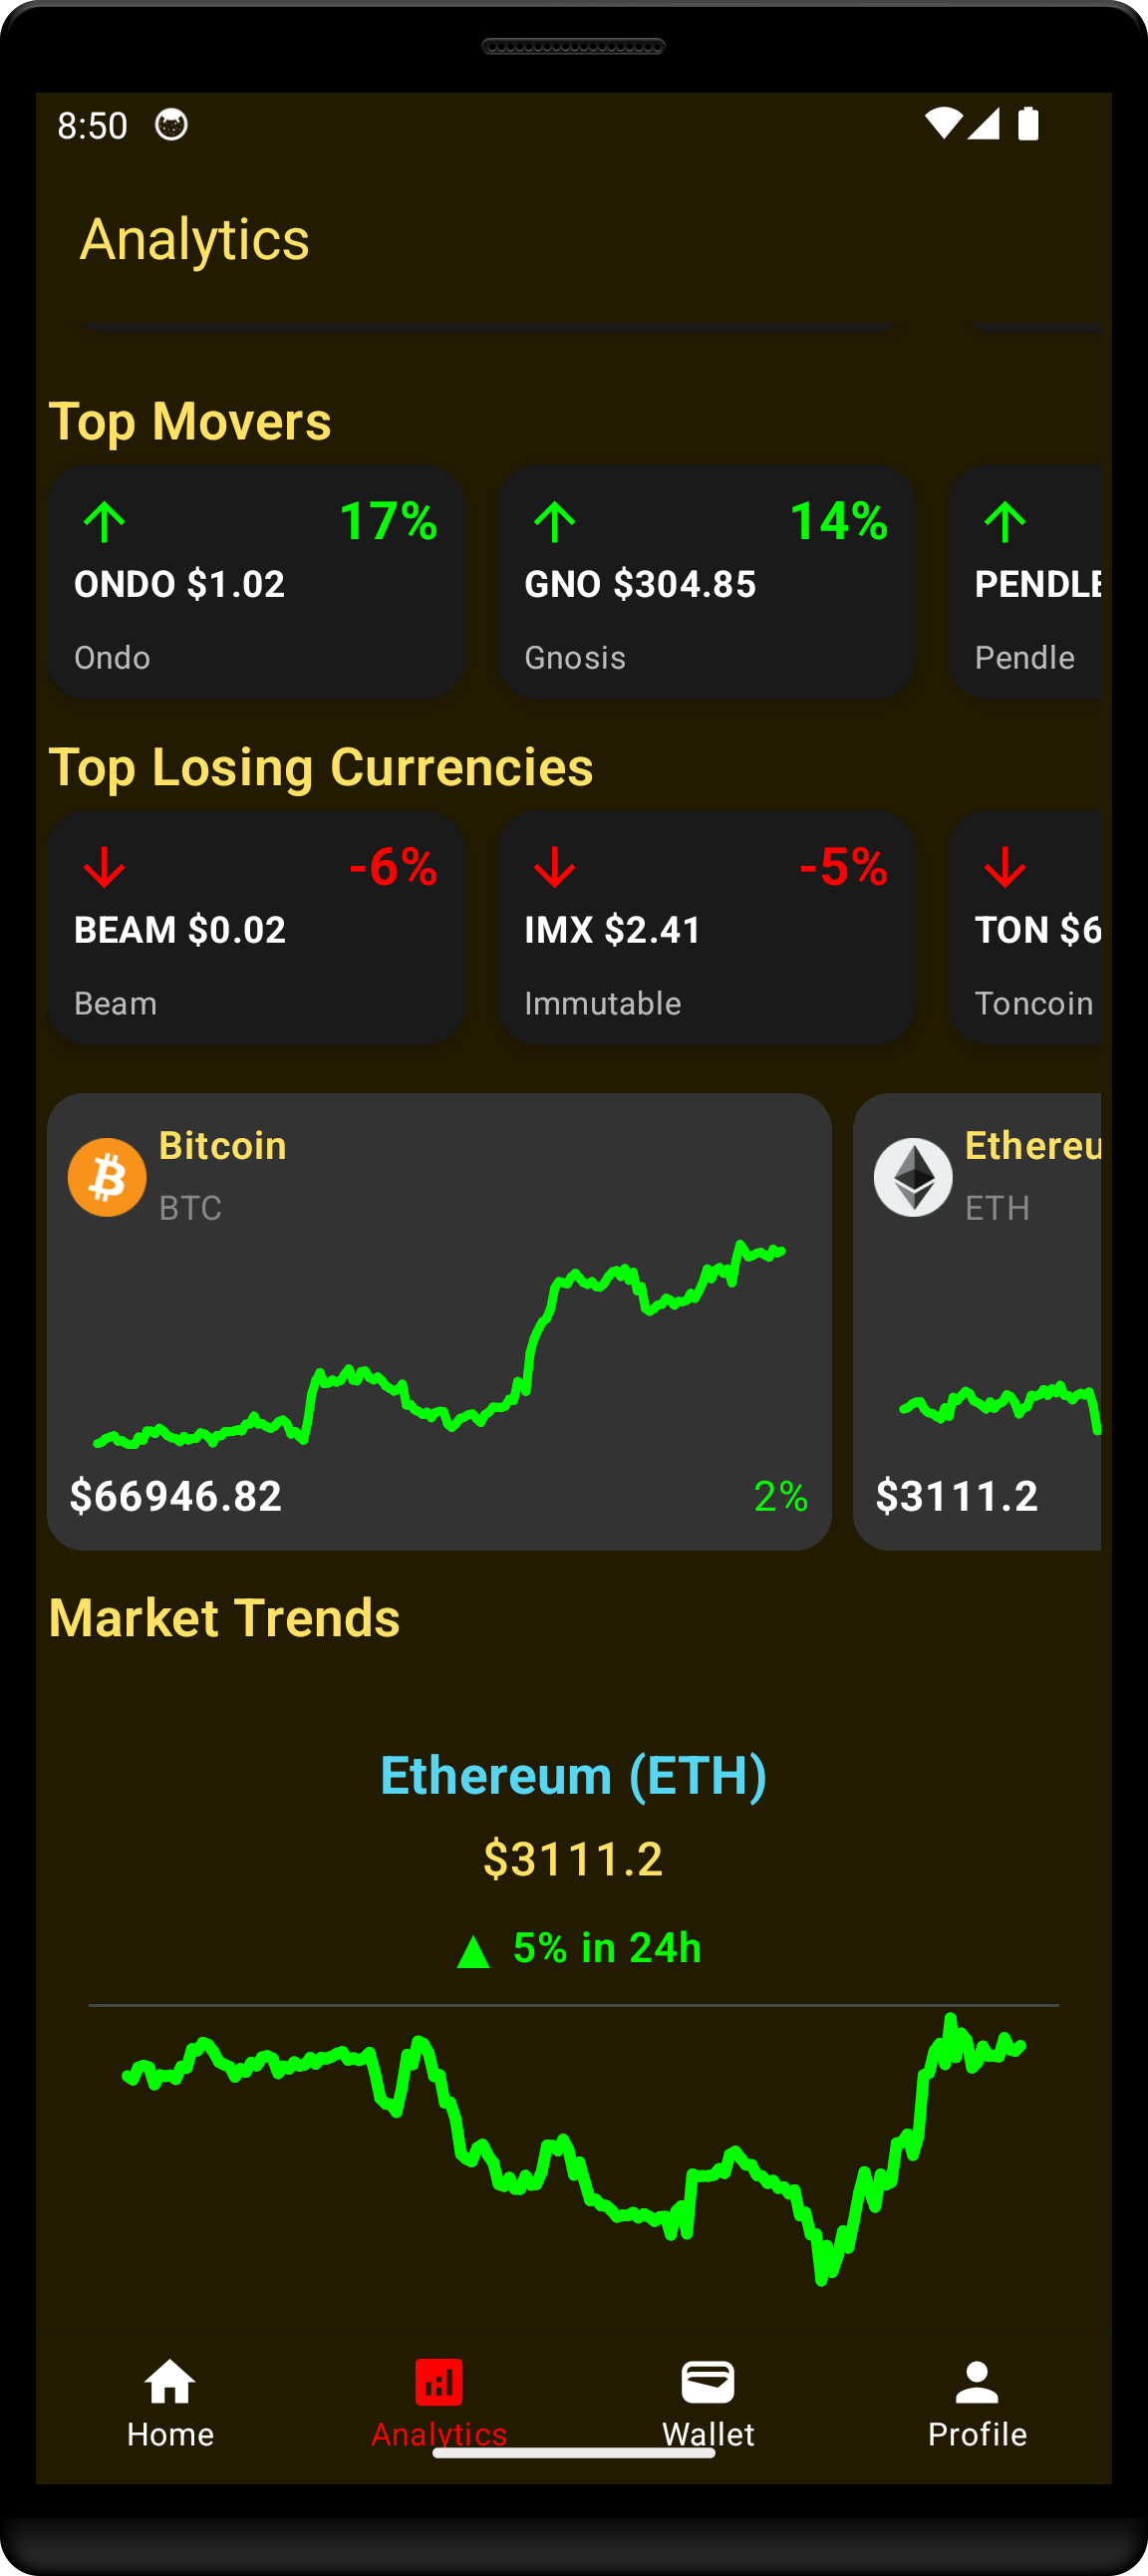 8:50
Analytics
Top Movers
17% 14%
ONDO $1.02 GNO $304.85 PENDLE
Ondo Gnosis Pendle
Top Losing Currencies
-6% -5%
BEAM $0.02 IMX $2.41 TON $6
Beam Immutable Toncoin
Bitcoin Ethereu
BTC ETH
$66946.82 2% $3111.2
Market Trends
Ethereum (ETH)
$3111.2
▲ 5% in 24h
Home Analytics Wallet Profile